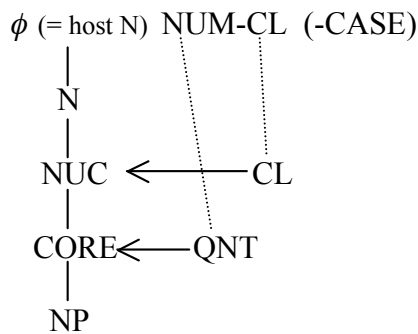 ϕ (= host N) NUM-CL (-CASE)
N
NUC CL
CORE QNT
NP